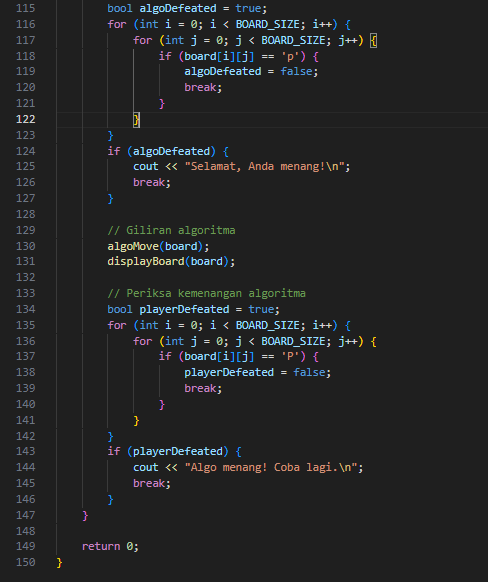 115 bool algoDefeated = true;
116 for (int i = 0; i < BOARD_SIZE; i++) {
117 for (int j = 0; j < BOARD_SIZE; j++) {
118 if (board[i][j] == 'p') {
119 algoDefeated = false;
120 break;
121 }
122 }
123 }
124 if (algoDefeated) {
125 cout << "Selamat, Anda menang!\n";
126 break;
127 }
128
129 // Giliran algoritma
130 algoMove(board);
131 displayBoard(board);
132
133 // Periksa kemenangan algoritma
134 bool playerDefeated = true;
135 for (int i = 0; i < BOARD_SIZE; i++) {
136 for (int j = 0; j < BOARD_SIZE; j++) {
137 if (board[i][j] == 'P') {
138 playerDefeated = false;
139 break;
140 }
141 }
142 }
143 if (playerDefeated) {
144 cout << "Algo menang! Coba lagi.\n";
145 break;
146 }
147 }
148
149 return 0;
150 }